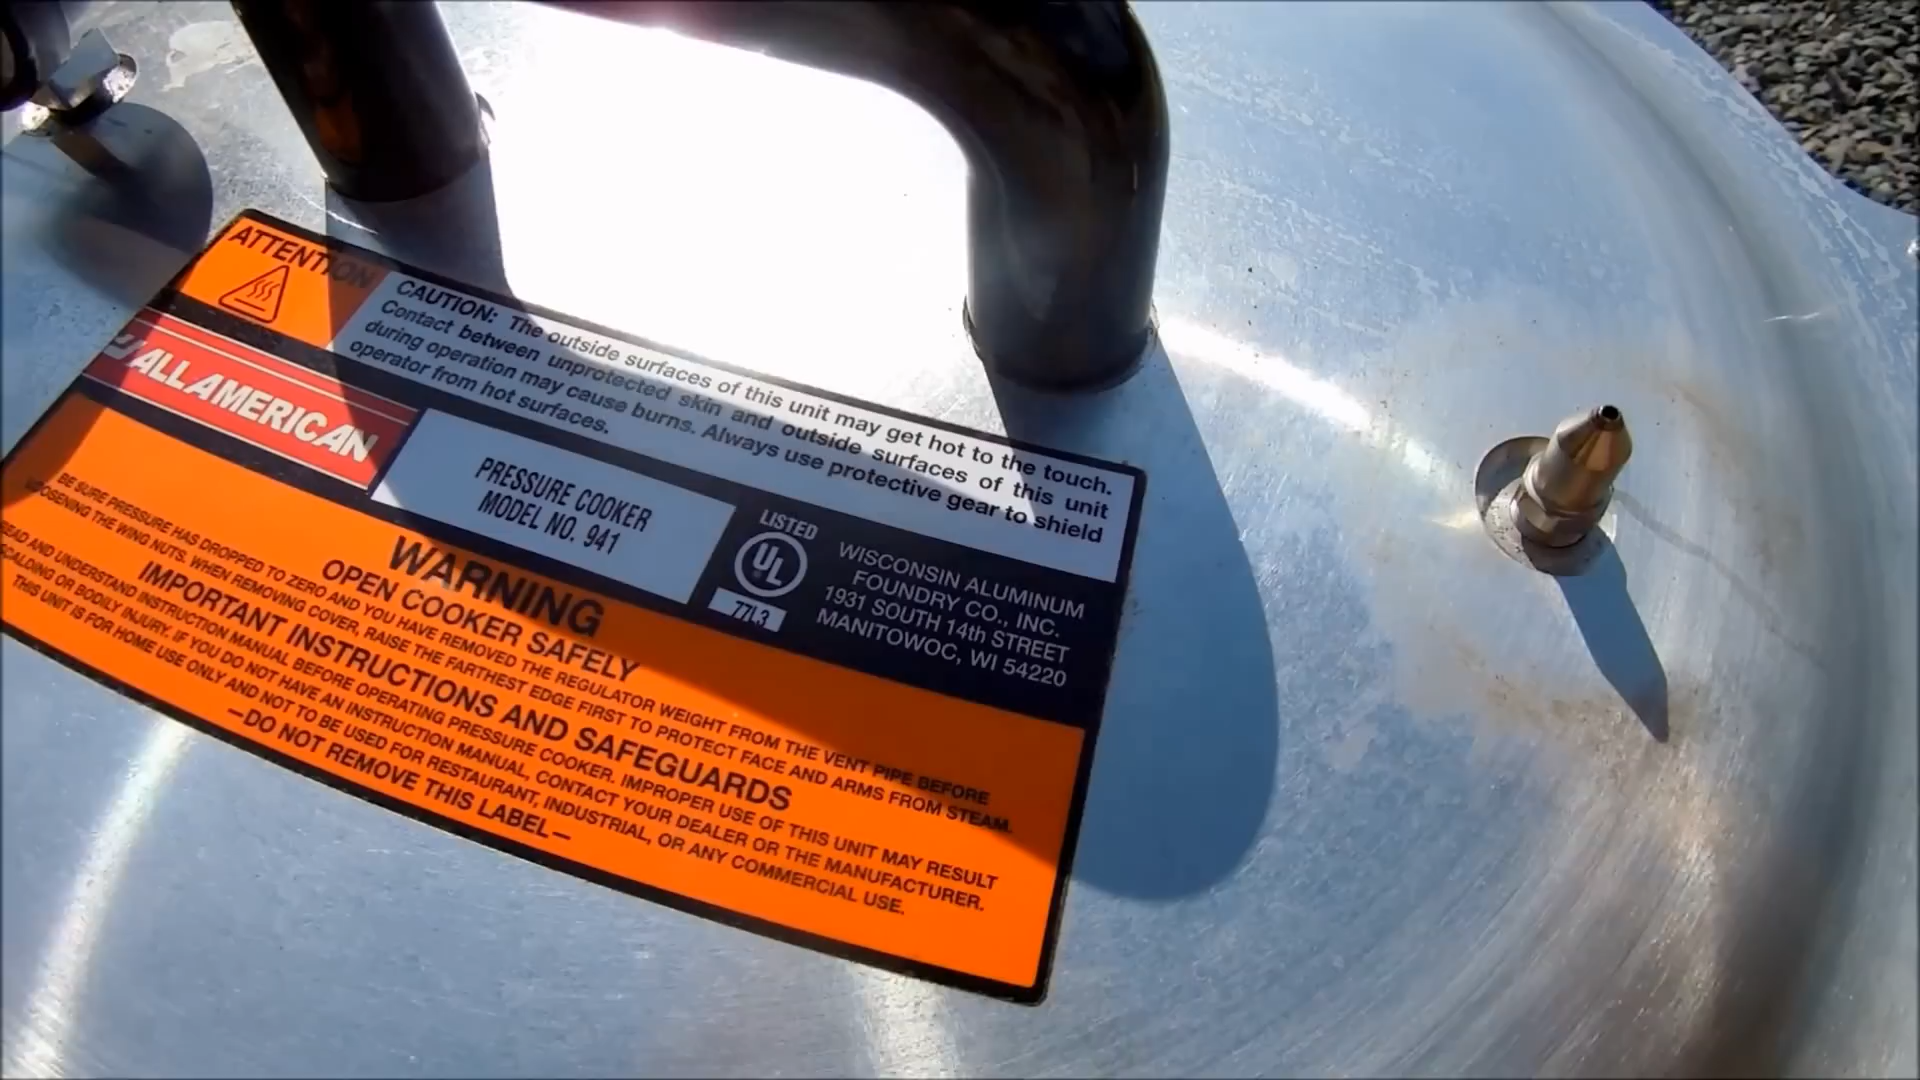 ATTENTION
CAUTION: The outside surfaces of this unit may get hot to the touch.
Contact between unprotected skin and outside surfaces of this unit
during operation may cause burns. Always use protective gear to shield
operator from hot surfaces.
ALL AMERICAN
PRESSURE COOKER
MODEL NO. 941
LISTED
UL
77L3
WISCONSIN ALUMINUM
FOUNDRY CO., INC.
1931 SOUTH 14th STREET
MANITOWOC, WI 54220
WARNING
OPEN COOKER SAFELY
BE SURE PRESSURE HAS DROPPED TO ZERO AND YOU HAVE REMOVED THE REGULATOR WEIGHT FROM THE VENT PIPE BEFORE
LOOSENING THE WING NUTS. WHEN REMOVING COVER, RAISE THE FARTHEST EDGE FIRST TO PROTECT FACE AND ARMS FROM STEAM.
IMPORTANT INSTRUCTIONS AND SAFEGUARDS
READ AND UNDERSTAND INSTRUCTION MANUAL BEFORE OPERATING PRESSURE COOKER. IMPROPER USE OF THIS UNIT MAY RESULT
SCALDING OR BODILY INJURY. IF YOU DO NOT HAVE AN INSTRUCTION MANUAL, CONTACT YOUR DEALER OR THE MANUFACTURER.
THIS UNIT IS FOR HOME USE ONLY AND NOT TO BE USED FOR RESTAURANT, INDUSTRIAL, OR ANY COMMERCIAL USE.
—DO NOT REMOVE THIS LABEL—